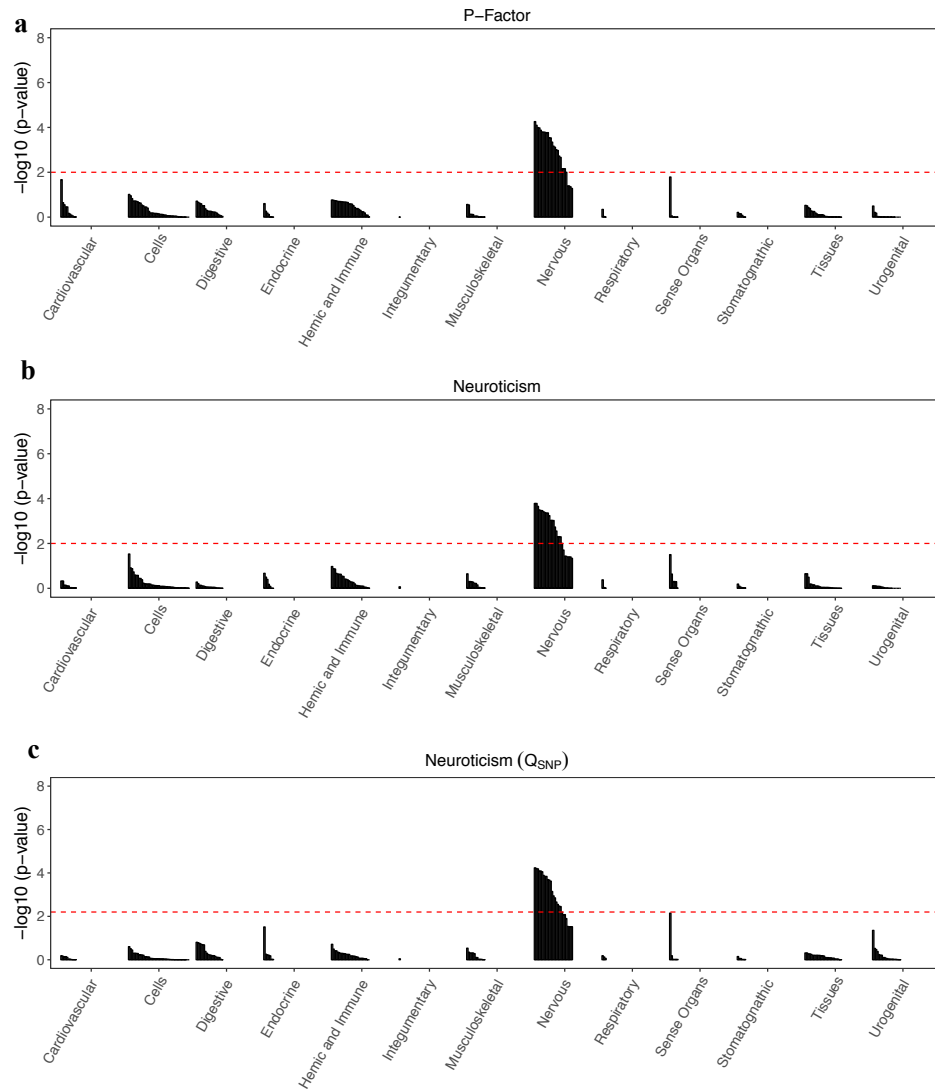 a
P−Factor
−log10 (p−value)
8
6
4
2
0
Cardiovascular
Cells
Digestive
Endocrine
Hemic and Immune
Integumentary
Musculoskeletal
Nervous
Respiratory
Sense Organs
Stomatognathic
Tissues
Urogenital
b
Neuroticism
−log10 (p−value)
8
6
4
2
0
Cardiovascular
Cells
Digestive
Endocrine
Hemic and Immune
Integumentary
Musculoskeletal
Nervous
Respiratory
Sense Organs
Stomatognathic
Tissues
Urogenital
c
Neuroticism (QSNP)
−log10 (p−value)
8
6
4
2
0
Cardiovascular
Cells
Digestive
Endocrine
Hemic and Immune
Integumentary
Musculoskeletal
Nervous
Respiratory
Sense Organs
Stomatognathic
Tissues
Urogenital